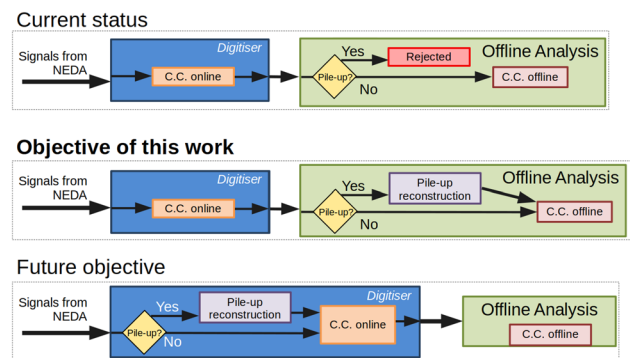 Current status
Signals from
NEDA
Digitiser
C.C. online
Pile-up?
Yes
No
Rejected
Offline Analysis
C.C. offline
Objective of this work
Signals from
NEDA
Digitiser
C.C. online
Pile-up?
Yes
No
Pile-up
reconstruction
Offline Analysis
C.C. offline
Future objective
Signals from
NEDA
Pile-up?
Yes
No
Pile-up
reconstruction
Digitiser
C.C. online
Offline Analysis
C.C. offline